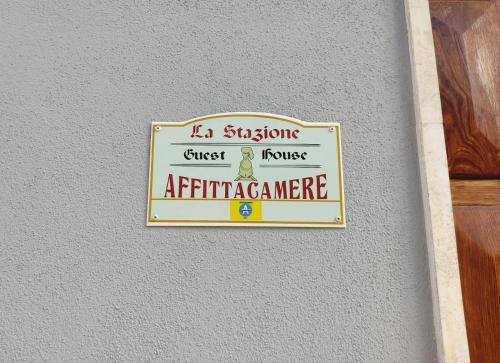 La Stazione
Guest House
AFFITTACAMERE
A